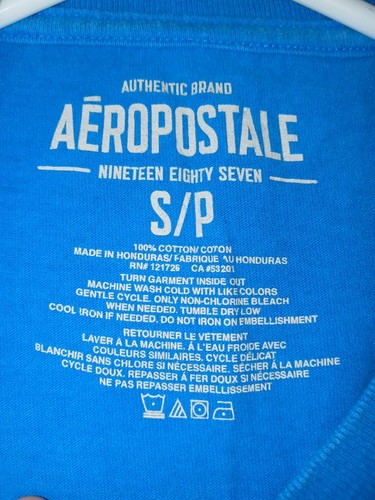 AUTHENTIC BRAND
AÉROPOSTALE
NINETEEN EIGHTY SEVEN
S/P
100% COTTON/COTON
MADE IN HONDURAS/FABRIQUE AU HONDURAS
RN# 121726 CA #53201
TURN GARMENT INSIDE OUT
MACHINE WASH COLD WITH LIKE COLORS
GENTLE CYCLE. ONLY NON-CHLORINE BLEACH
WHEN NEEDED. TUMBLE DRY LOW
COOL IRON IF NEEDED. DO NOT IRON ON EMBELLISHMENT
RETOURNER LE VETEMENT
LAVER À LA MACHINE. À L'EAU FROIDE AVEC
COULEURS SIMILAIRES. CYCLE DÉLICAT
BLANCHIR SANS CHLORE SI NÉCESSAIRE. SÉCHER À LA MACHINE
CYCLE DOUX. REPASSER À FER DOUX SI NÉCESSAIRE
NE PAS REPASSER EMBELLISHMENT